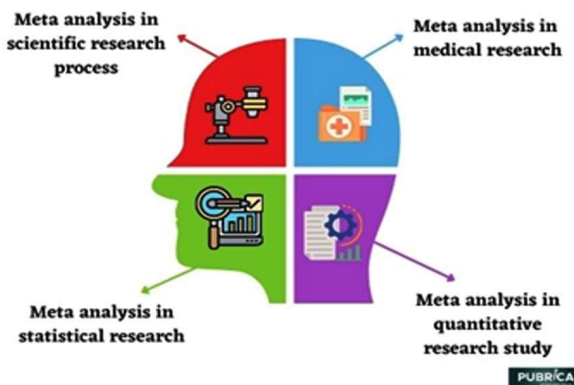 Meta analysis in
scientific research
process
Meta analysis in
medical research
Meta analysis in
statistical research
Meta analysis in
quantitative
research study
PUBRICA